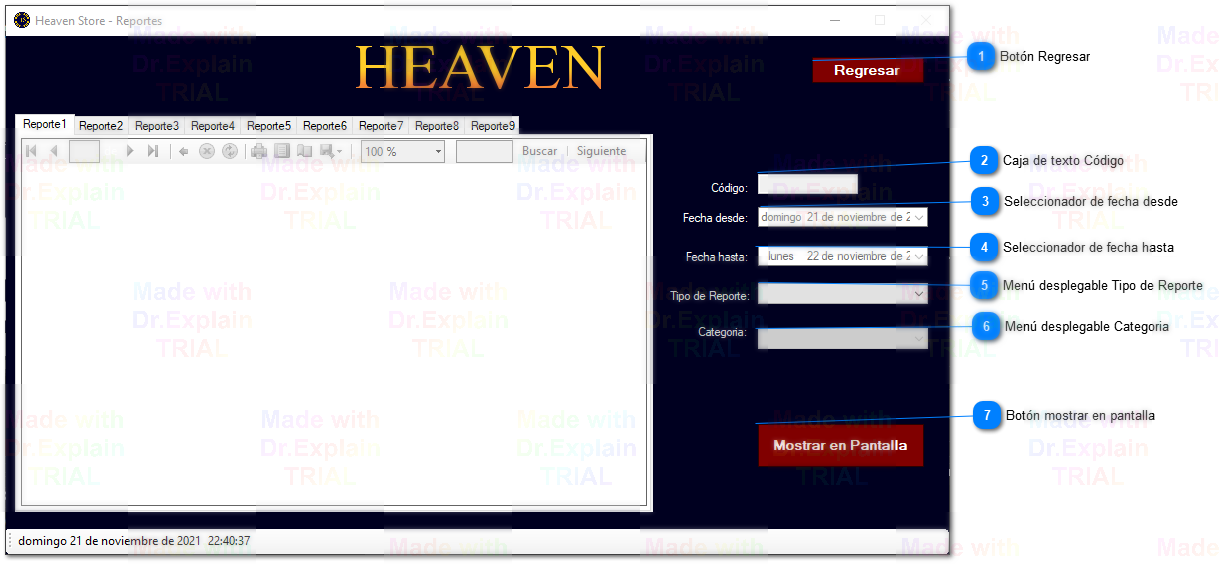 Heaven Store - Reportes
HEAVEN
Regresar
1 Botón Regresar
Reporte1 Reporte2 Reporte3 Reporte4 Reporte5 Reporte6 Reporte7 Reporte8 Reporte9
100 % Buscar | Siguiente
2 Caja de texto Código
Código:
3 Seleccionador de fecha desde
Fecha desde: domingo 21 de noviembre de 2
4 Seleccionador de fecha hasta
Fecha hasta: lunes 22 de noviembre de 2
5 Menú desplegable Tipo de Reporte
Tipo de Reporte:
6 Menú desplegable Categoria
Categoria:
7 Botón mostrar en pantalla
Mostrar en Pantalla
domingo 21 de noviembre de 2021 22:40:37
Made with
Dr.Explain
TRIAL